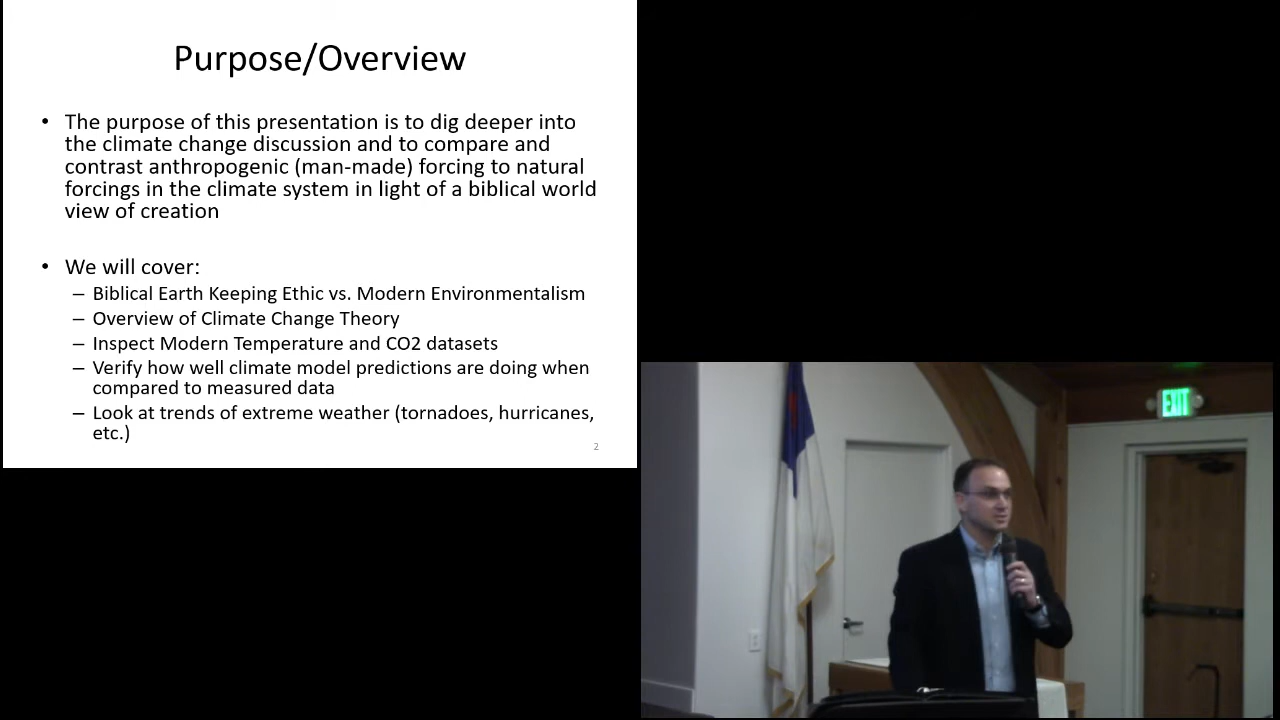 Purpose/Overview
• The purpose of this presentation is to dig deeper into
the climate change discussion and to compare and
contrast anthropogenic (man-made) forcing to natural
forcings in the climate system in light of a biblical world
view of creation
• We will cover:
– Biblical Earth Keeping Ethic vs. Modern Environmentalism
– Overview of Climate Change Theory
– Inspect Modern Temperature and CO2 datasets
– Verify how well climate model predictions are doing when
compared to measured data
– Look at trends of extreme weather (tornadoes, hurricanes,
etc.)
2
EXIT